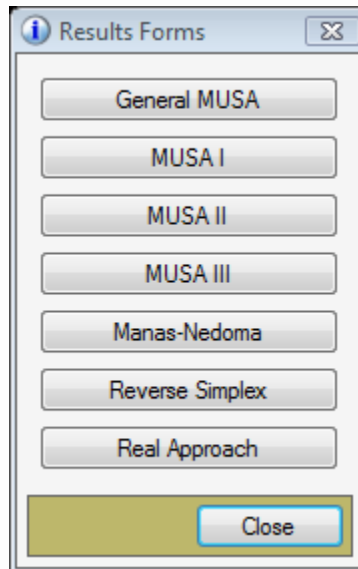 Results Forms
General MUSA
MUSA I
MUSA II
MUSA III
Manas-Nedoma
Reverse Simplex
Real Approach
Close